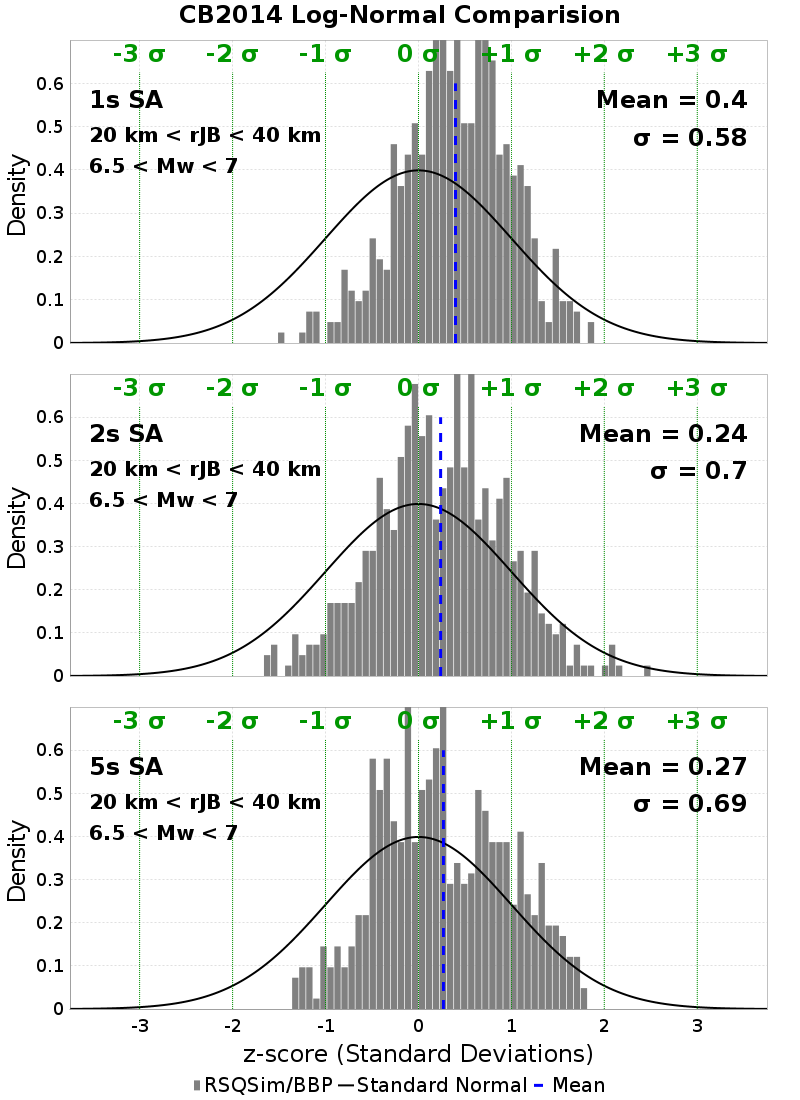 CB2014 Log-Normal Comparision
-3 σ -2 σ -1 σ 0 σ +1 σ +2 σ +3 σ
0.6
1s SA
Mean = 0.4
0.5
20 km < rJB < 40 km
σ = 0.58
6.5 < Mw < 7
0.4
0.3
0.2
0.1
0
Density
-3 σ -2 σ -1 σ 0 σ +1 σ +2 σ +3 σ
0.6
2s SA
Mean = 0.24
0.5
20 km < rJB < 40 km
σ = 0.7
6.5 < Mw < 7
0.4
0.3
0.2
0.1
0
Density
-3 σ -2 σ -1 σ 0 σ +1 σ +2 σ +3 σ
0.6
5s SA
Mean = 0.27
0.5
20 km < rJB < 40 km
σ = 0.69
6.5 < Mw < 7
0.4
0.3
0.2
0.1
0
Density
-3 -2 -1 0 1 2 3
z-score (Standard Deviations)
RSQSim/BBP Standard Normal Mean